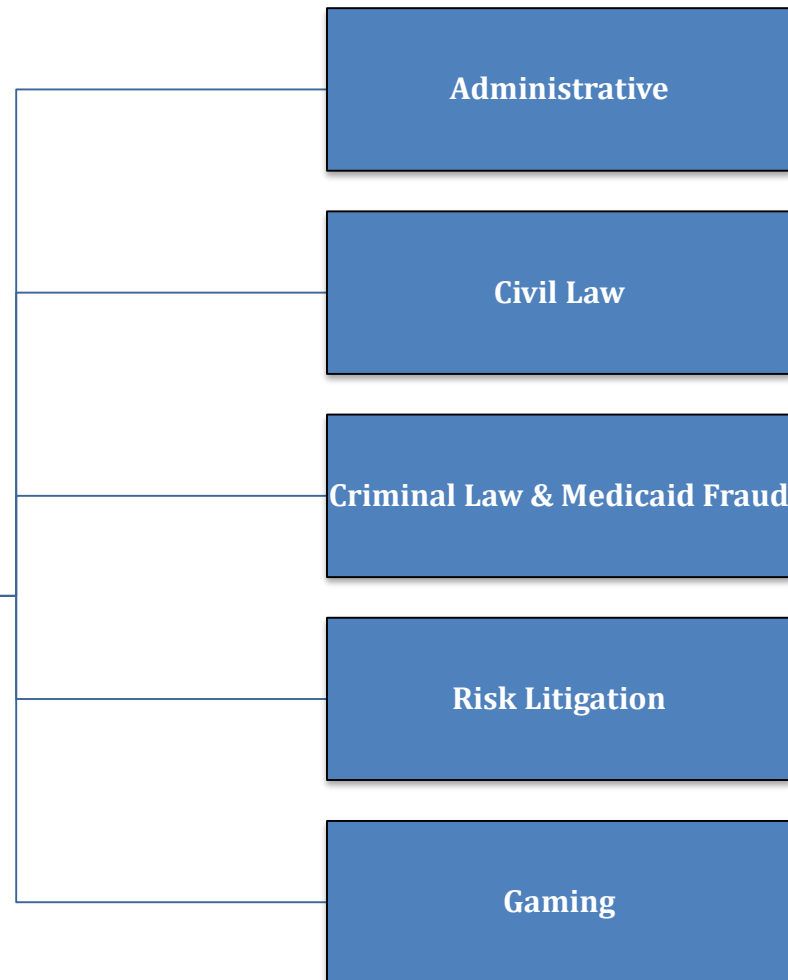 Administrative
Civil Law
Criminal Law & Medicaid Fraud
Risk Litigation
Gaming